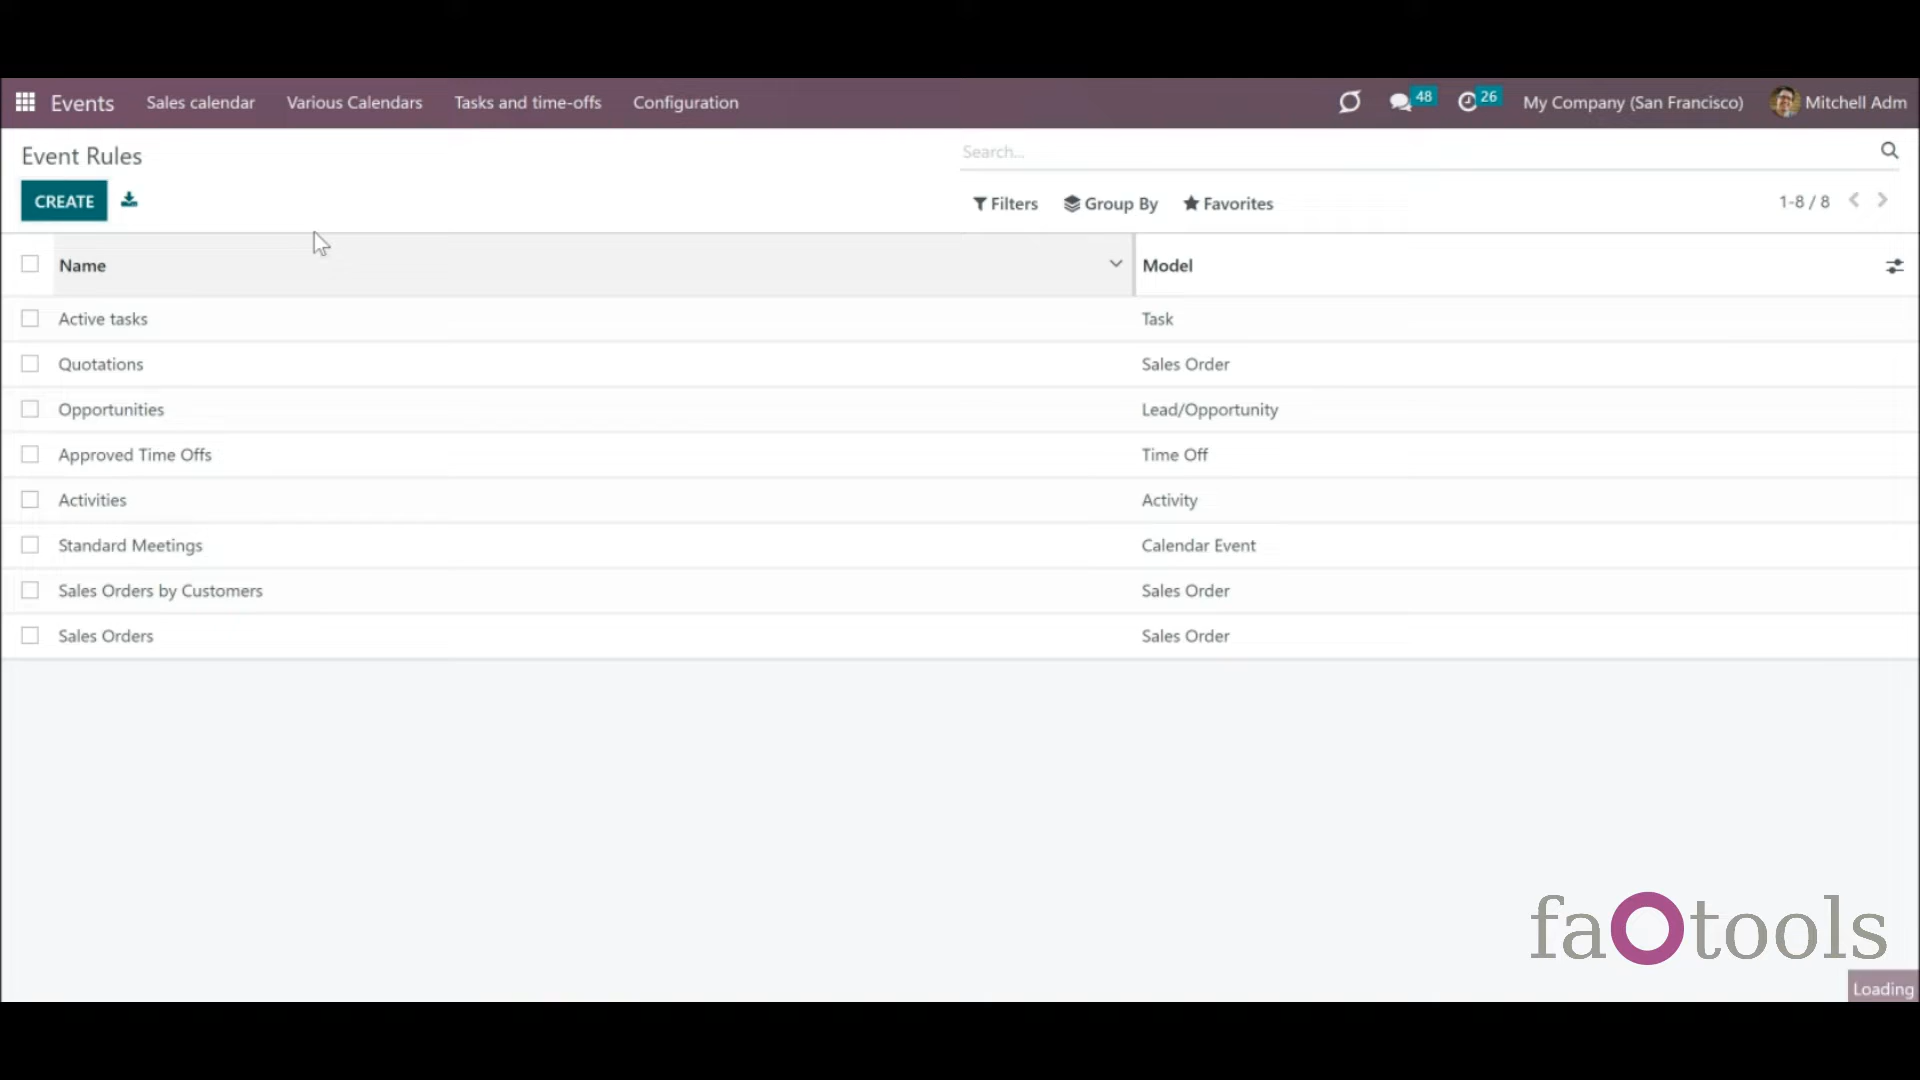 Events Sales calendar Various Calendars Tasks and time-offs Configuration 48 26 My Company (San Francisco) Mitchell Adm
Event Rules
Search...
CREATE
Filters Group By Favorites 1-8 / 8
Name Model
Active tasks Task
Quotations Sales Order
Opportunities Lead/Opportunity
Approved Time Offs Time Off
Activities Activity
Standard Meetings Calendar Event
Sales Orders by Customers Sales Order
Sales Orders Sales Order
faOtools
Loading